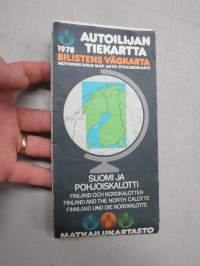 1978
AUTOILIJAN
TIEKARTTA
BILISTENS VÄGKARTA
MOTORING ROAD MAP AUTO-STRASSENKARTE
SUOMI JA
POHJOISKALOTTI
FINLAND OCH NORDKALOTTEN
FINLAND AND THE NORTH CALOTTE
FINNLAND UND DIE NORDKALOTTE
MATKAILUKARTASTO